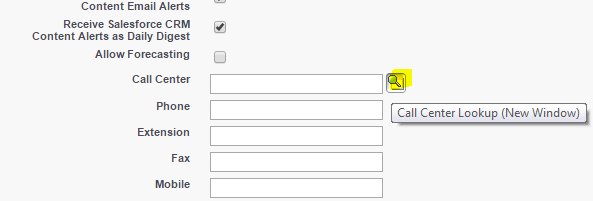 Content Email Alerts
Receive Salesforce CRM
Content Alerts as Daily Digest
Allow Forecasting
Call Center
Call Center Lookup (New Window)
Phone
Extension
Fax
Mobile